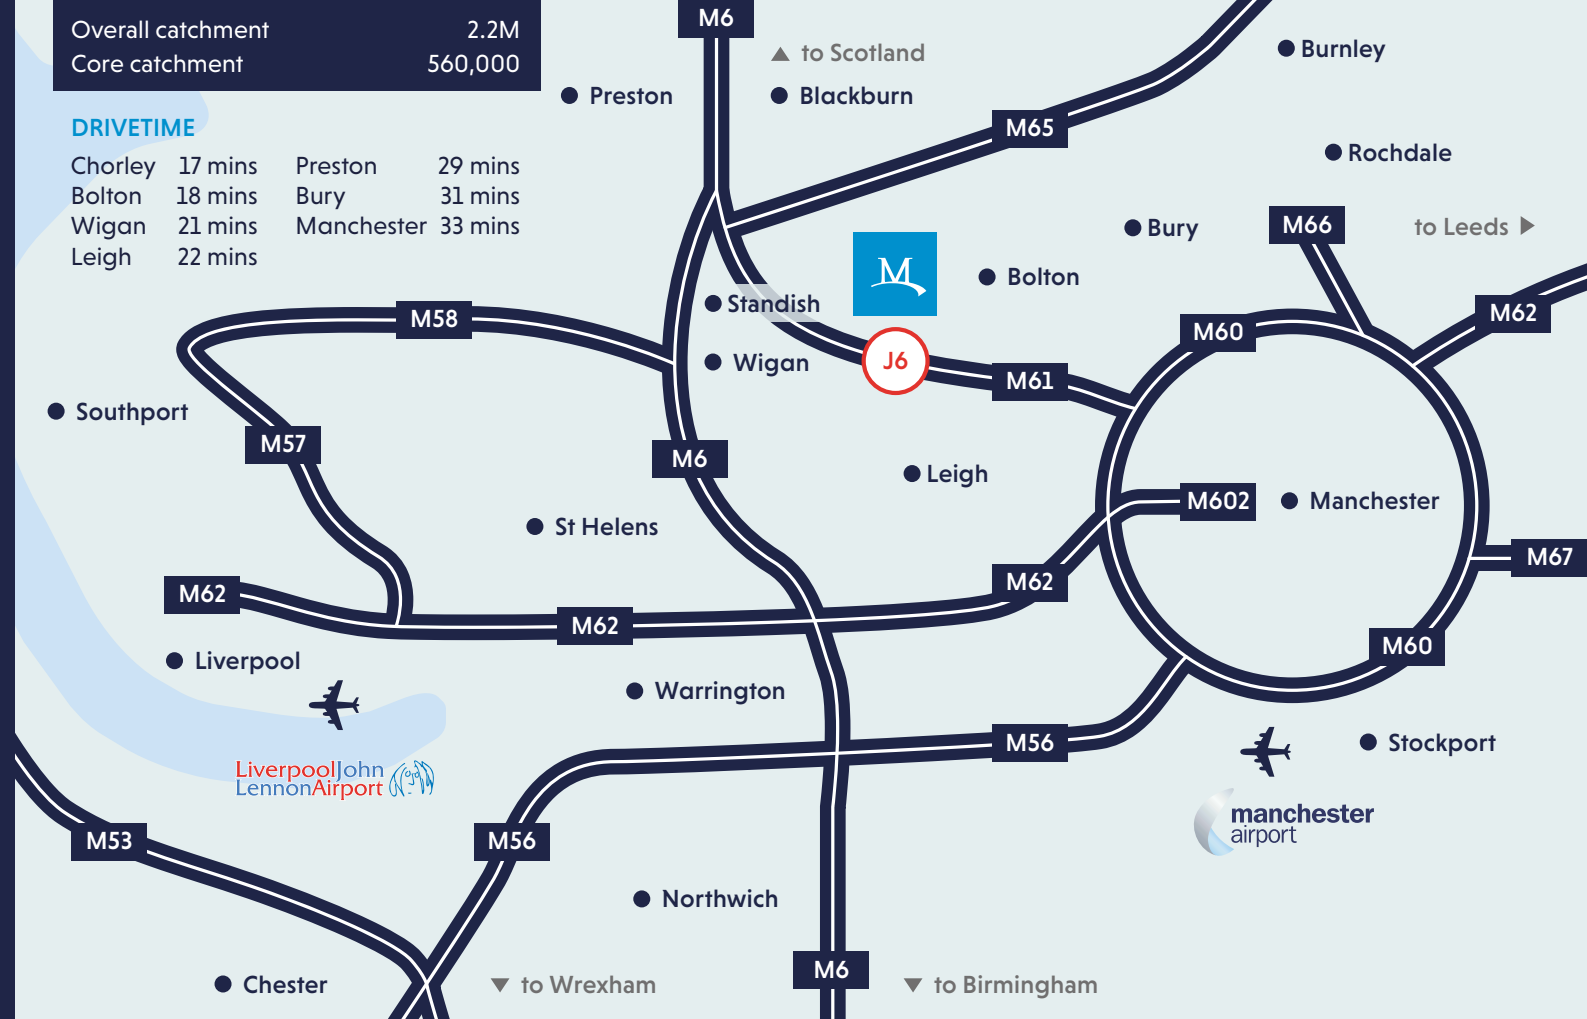 Overall catchment 2.2M
Core catchment 560,000
DRIVETIME
Chorley 17 mins Preston 29 mins
Bolton 18 mins Bury 31 mins
Wigan 21 mins Manchester 33 mins
Leigh 22 mins
M6
to Scotland
Burnley
Preston
Blackburn
M65
Rochdale
Bury
M66
to Leeds
M
Bolton
Standish
M58
M62
M60
Wigan
J6
M61
Southport
M57
M6
Leigh
M602
Manchester
St Helens
M67
M62
M62
M62
M60
Liverpool
Warrington
M56
Stockport
LiverpoolJohn
LennonAirport
manchester
airport
M53
M56
Northwich
M6
Chester
to Wrexham
to Birmingham